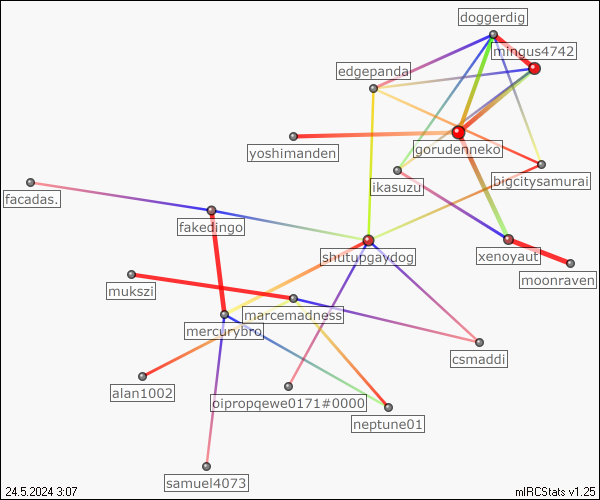 doggerdig
mingus4742
edgepanda
gorudenneko
yoshimanden
bigcitysamurai
ikasuzu
facadas.
fakedingo
shutupgaydog
xenoyaut
moonraven
mukszi
marcemadness
mercurybro
csmaddi
alan1002
oipropqewe0171#0000
neptune01
samuel4073
24.5.2024 3:07
mIRCStats v1.25